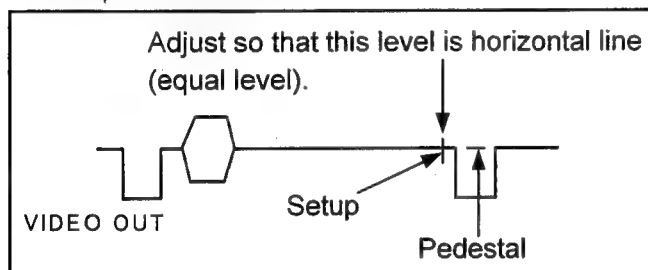 Adjust so that this level is horizontal line
(equal level).
Setup
VIDEO OUT
Pedestal